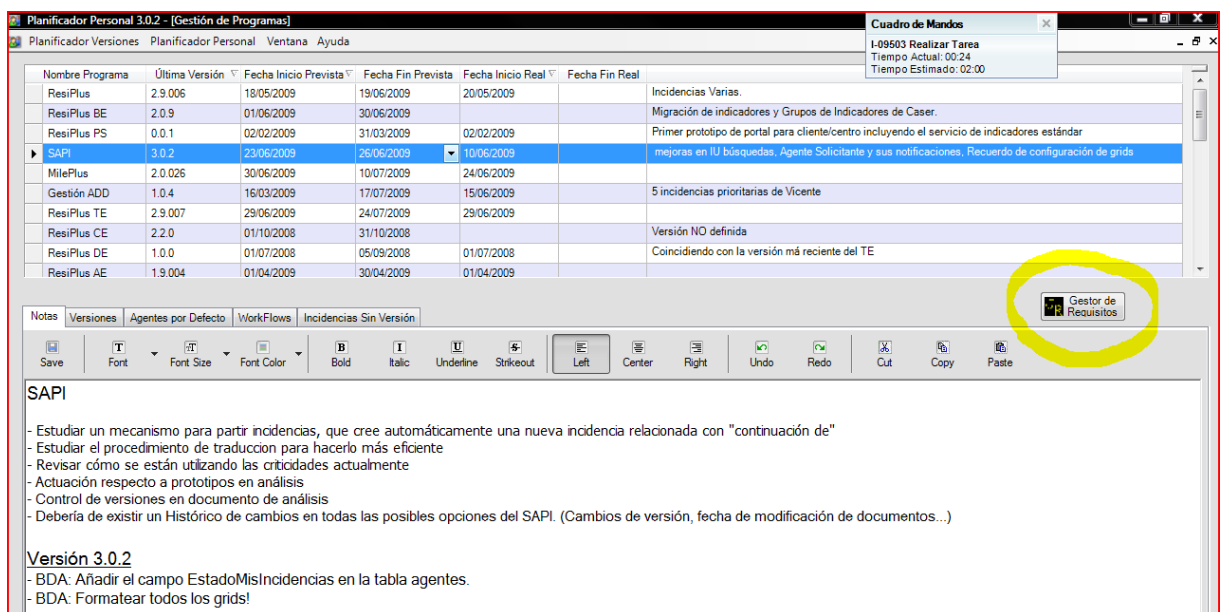 Planificador Personal 3.0.2 - [Gestión de Programas]
Cuadro de Mandos
I-09503 Realizar Tarea
Tiempo Actual: 00:24
Tiempo Estimado: 02:00
Planificador Versiones Planificador Personal Ventana Ayuda
Nombre Programa Última Versión Fecha Inicio Prevista Fecha Fin Prevista Fecha Inicio Real Fecha Fin Real
ResiPlus 2.9.006 18/05/2009 19/06/2009 20/05/2009 Incidencias Varias.
ResiPlus BE 2.0.9 01/06/2009 30/06/2009 Migración de indicadores y Grupos de Indicadores de Caser.
ResiPlus PS 0.0.1 02/02/2009 31/03/2009 02/02/2009 Primer prototipo de portal para cliente/centro incluyendo el servicio de indicadores estándar
SAPI 3.0.2 23/06/2009 26/06/2009 10/06/2009 mejoras en IU búsquedas, Agente Solicitante y sus notificaciones, Recuerdo de configuración de grids
MilePlus 2.0.026 30/06/2009 10/07/2009 24/06/2009
Gestión ADD 1.0.4 16/03/2009 17/07/2009 15/06/2009 5 incidencias prioritarias de Vicente
ResiPlus TE 2.9.007 29/06/2009 24/07/2009 29/06/2009
ResiPlus CE 2.2.0 01/10/2008 31/10/2008 Versión NO definida
ResiPlus DE 1.0.0 01/07/2008 05/09/2008 01/07/2008 Coincidiendo con la versión má reciente del TE
ResiPlus AE 1.9.004 01/04/2009 30/04/2009 01/04/2009
Gestor de
Requisitos
Notas Versiones Agentes por Defecto WorkFlows Incidencias Sin Versión
Save Font Font Size Font Color Bold Italic Underline Strikeout Left Center Right Undo Redo Cut Copy Paste
SAPI
- Estudiar un mecanismo para partir incidencias, que cree automáticamente una nueva incidencia relacionada con "continuación de"
- Estudiar el procedimiento de traduccion para hacerlo más eficiente
- Revisar cómo se están utilizando las criticidades actualmente
- Actuación respecto a prototipos en análisis
- Control de versiones en documento de análisis
- Debería de existir un Histórico de cambios en todas las posibles opciones del SAPI. (Cambios de versión, fecha de modificación de documentos...)
Versión 3.0.2
- BDA: Añadir el campo EstadoMisIncidencias en la tabla agentes.
- BDA: Formatear todos los grids!